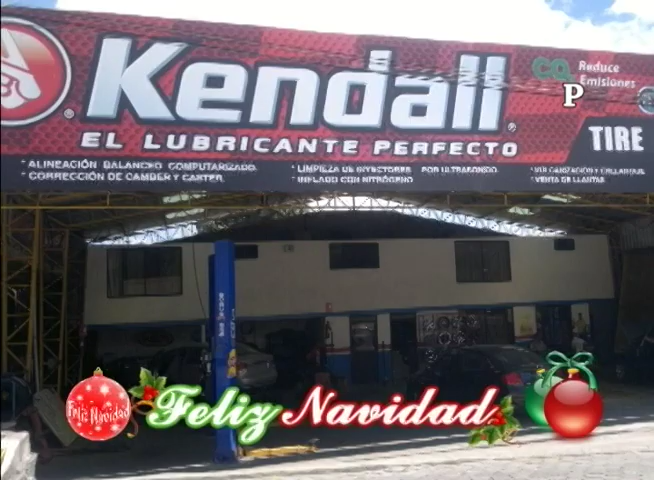 Kendall
CO2 Reduce
Emisiones
P
EL LUBRICANTE PERFECTO
TIRE
* ALINEACIÓN BALANCEO COMPUTARIZADO.
* CORRECCIÓN DE CAMBER Y CASTER.
* LIMPIEZA DE INYECTORES POR ULTRASONIDO
* INFLADO CON NITRÓGENO
* VENTA DE LLANTAS
Feliz Navidad
Feliz Navidad